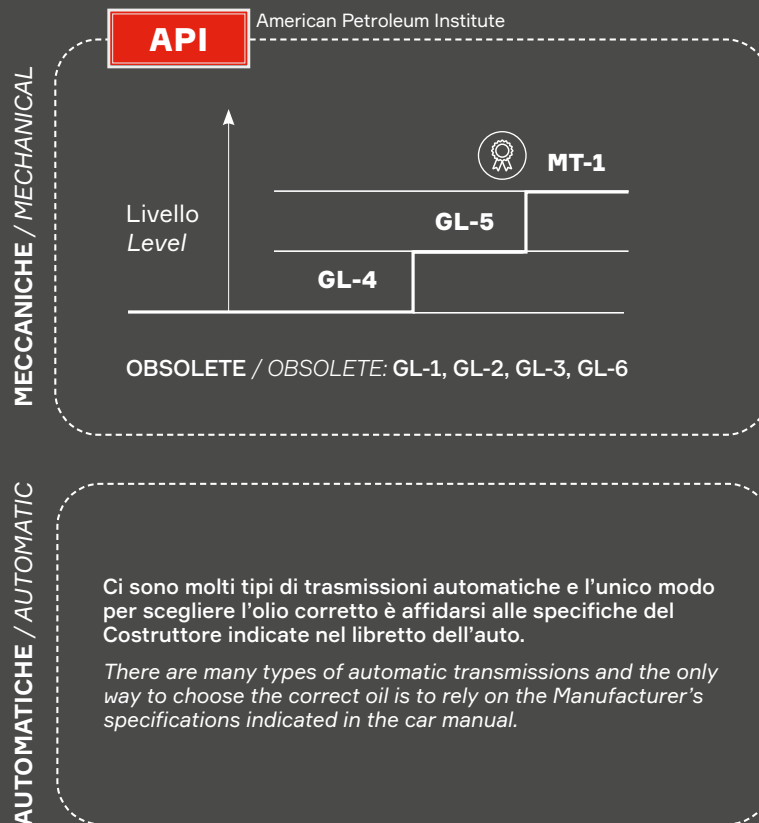 API
American Petroleum Institute
MECCANICHE / MECHANICAL
MT-1
Livello
Level
GL-5
GL-4
OBSOLETE / OBSOLETE: GL-1, GL-2, GL-3, GL-6
AUTOMATICHE / AUTOMATIC
Ci sono molti tipi di trasmissioni automatiche e l'unico modo
per scegliere l'olio corretto è affidarsi alle specifiche del
Costruttore indicate nel libretto dell'auto.
There are many types of automatic transmissions and the only
way to choose the correct oil is to rely on the Manufacturer's
specifications indicated in the car manual.